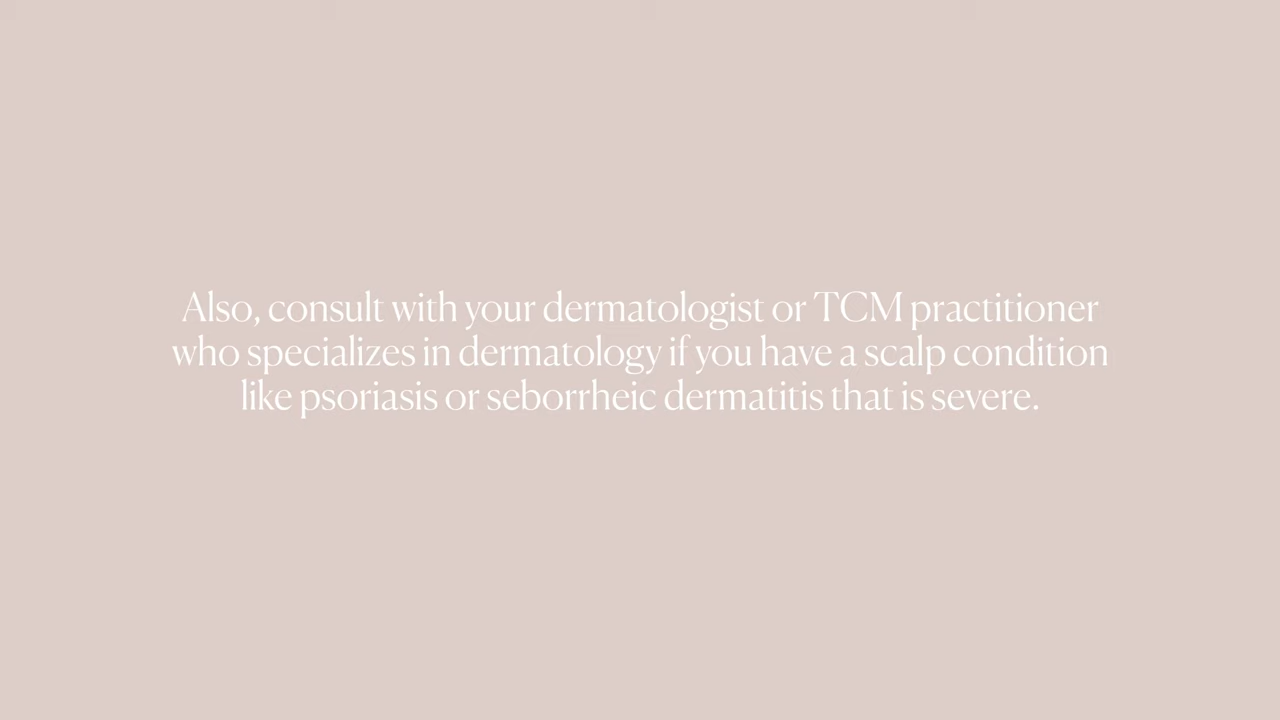 Also, consult with your dermatologist or TCM practitioner
who specializes in dermatology if you have a scalp condition
like psoriasis or seborrheic dermatitis that is severe.